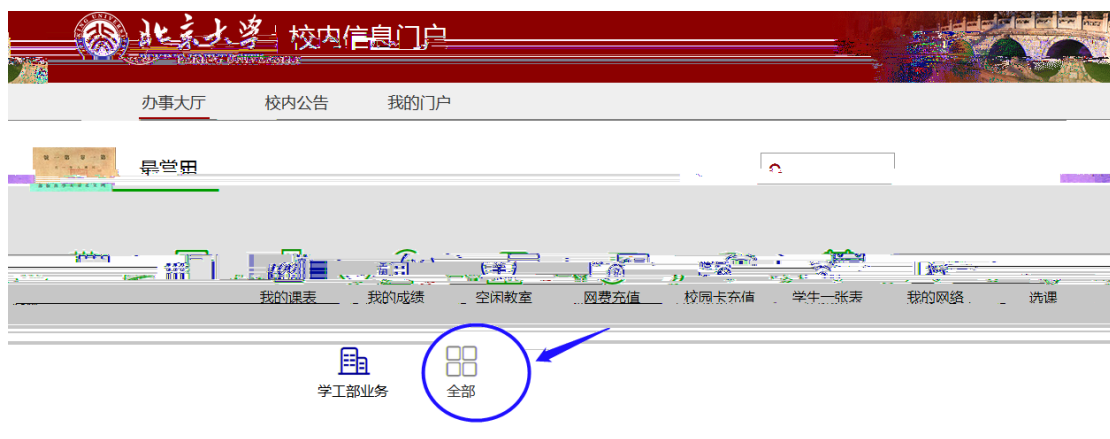 北京大学 校内信息门户
办事大厅 校内公告 我的门户
最常用
我的课表 我的成绩 空闲教室 网费充值 校园卡充值 学生一张表 我的网络 选课
学工部业务 全部